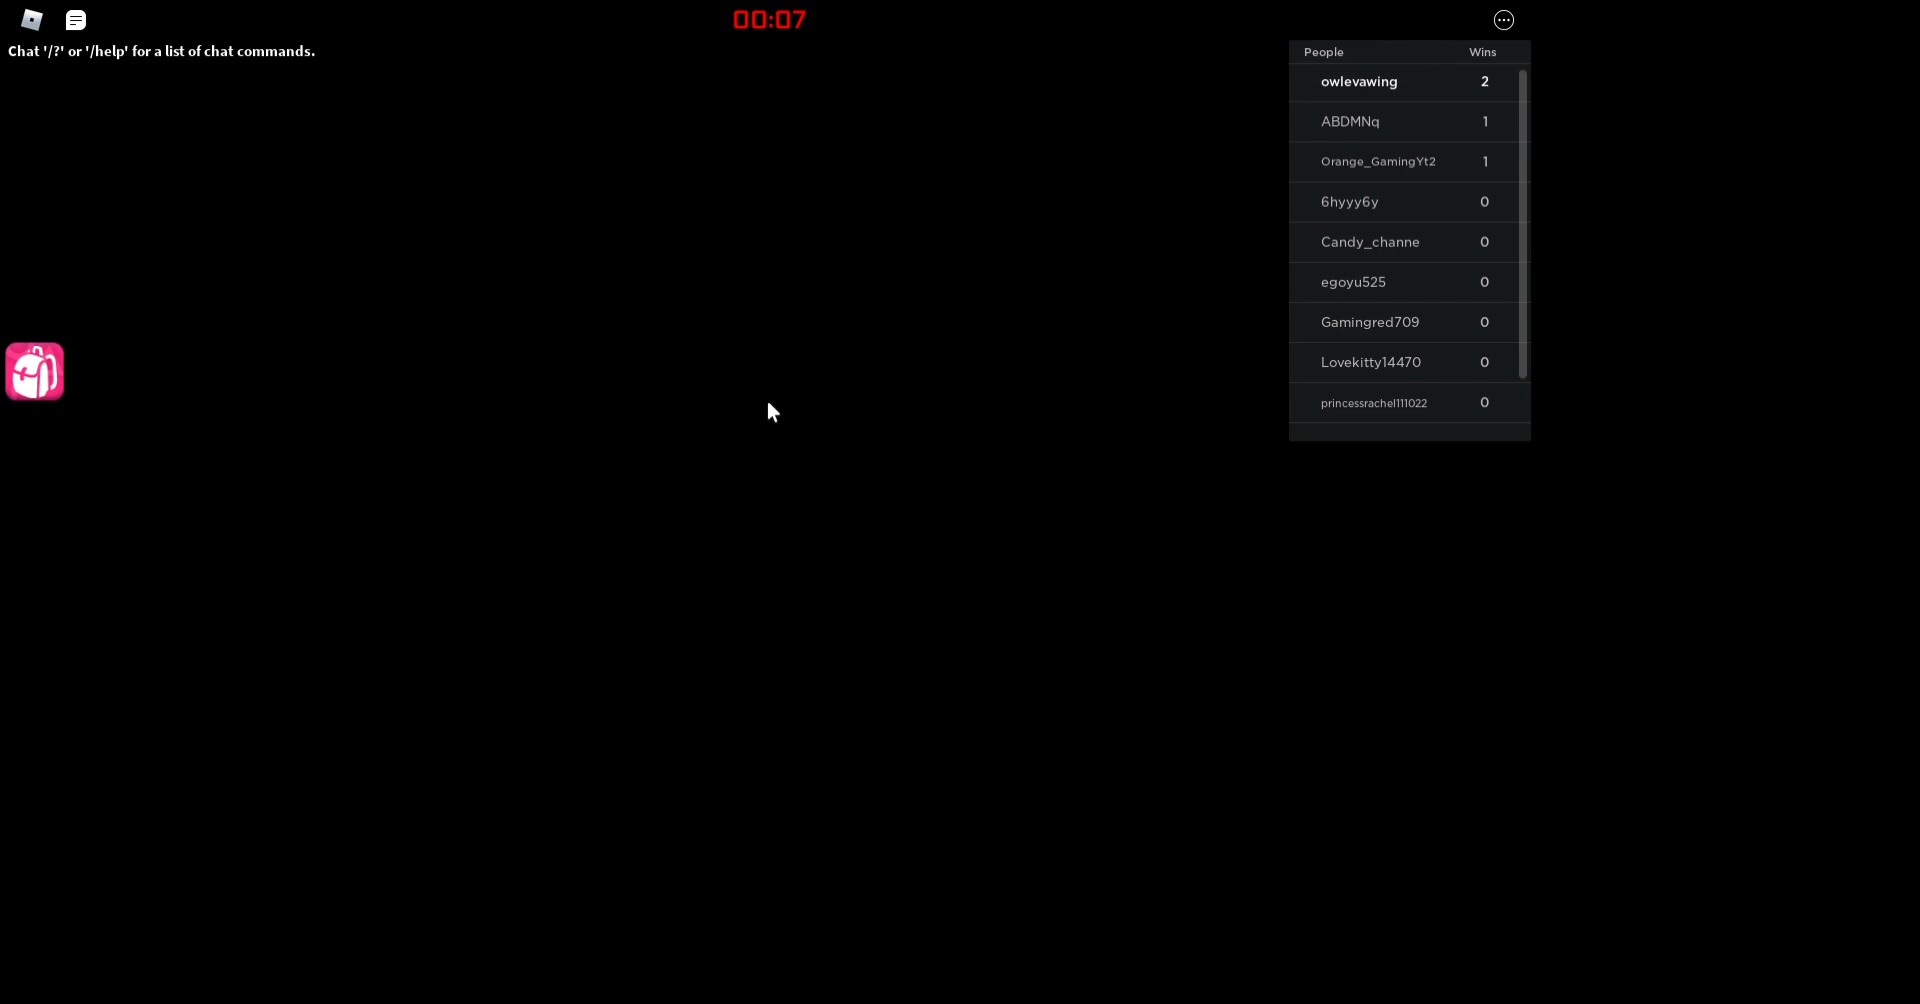 00:07
Chat '/?' or '/help' for a list of chat commands.
People Wins
owlevawing 2
ABDMNq 1
Orange_GamingYt2 1
6hyyy6y 0
Candy_channe 0
egoyu525 0
Gamingred709 0
Lovekitty14470 0
princessrachel111022 0